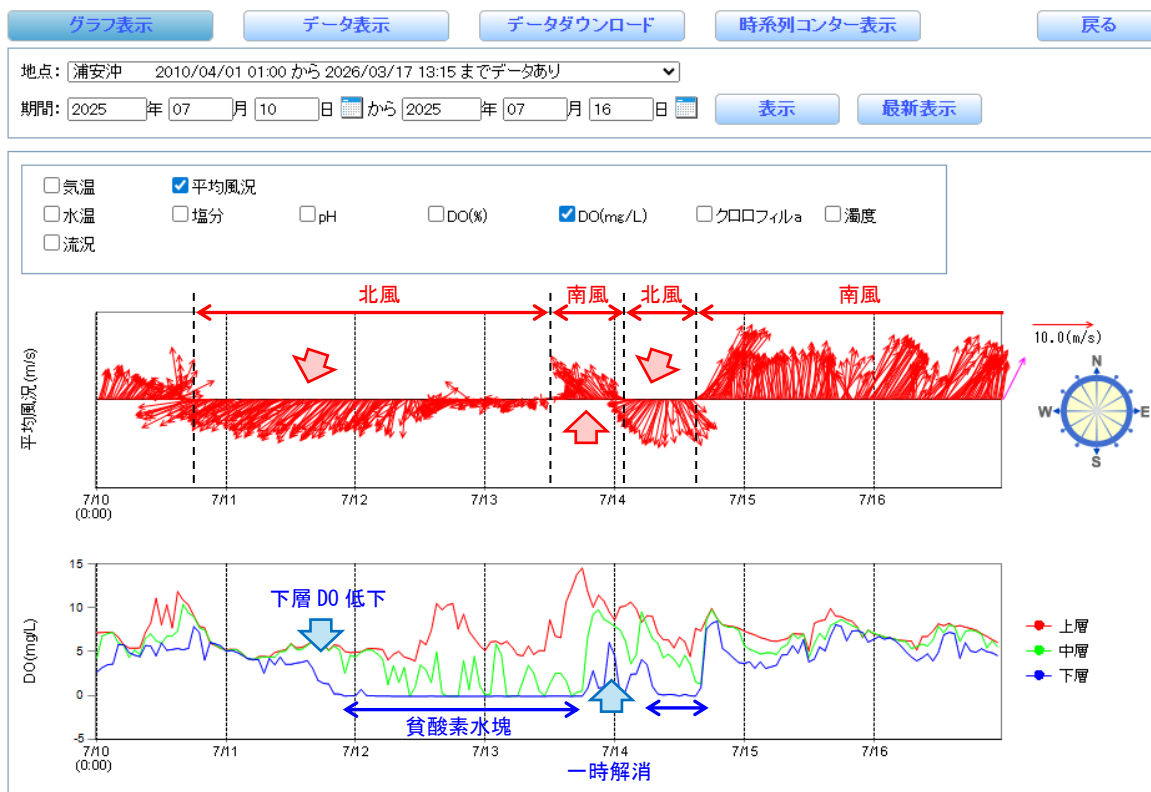 グラフ表示 データ表示 データダウンロード 時系列コンター表示 戻る
地点: 浦安沖 2010/04/01 01:00 から 2026/03/17 13:15 までデータあり
期間: 2025 年 07 月 10 日 から 2025 年 07 月 16 日 表示 最新表示
気温 平均風況
水温 塩分 pH DO(%) DO(mg/L) クロロフィルa 濁度
流況
北風 南風 北風 南風
10.0(m/s)
平均風況(m/s)
N
W E
S
7/10 7/11 7/12 7/13 7/14 7/15 7/16
(0:00)
15
下層 DO 低下
10
5
0
-5
DO(mg/L)
上層
中層
下層
貧酸素水塊
7/10 7/11 7/12 7/13 7/14 7/15 7/16
(0:00)
一時解消